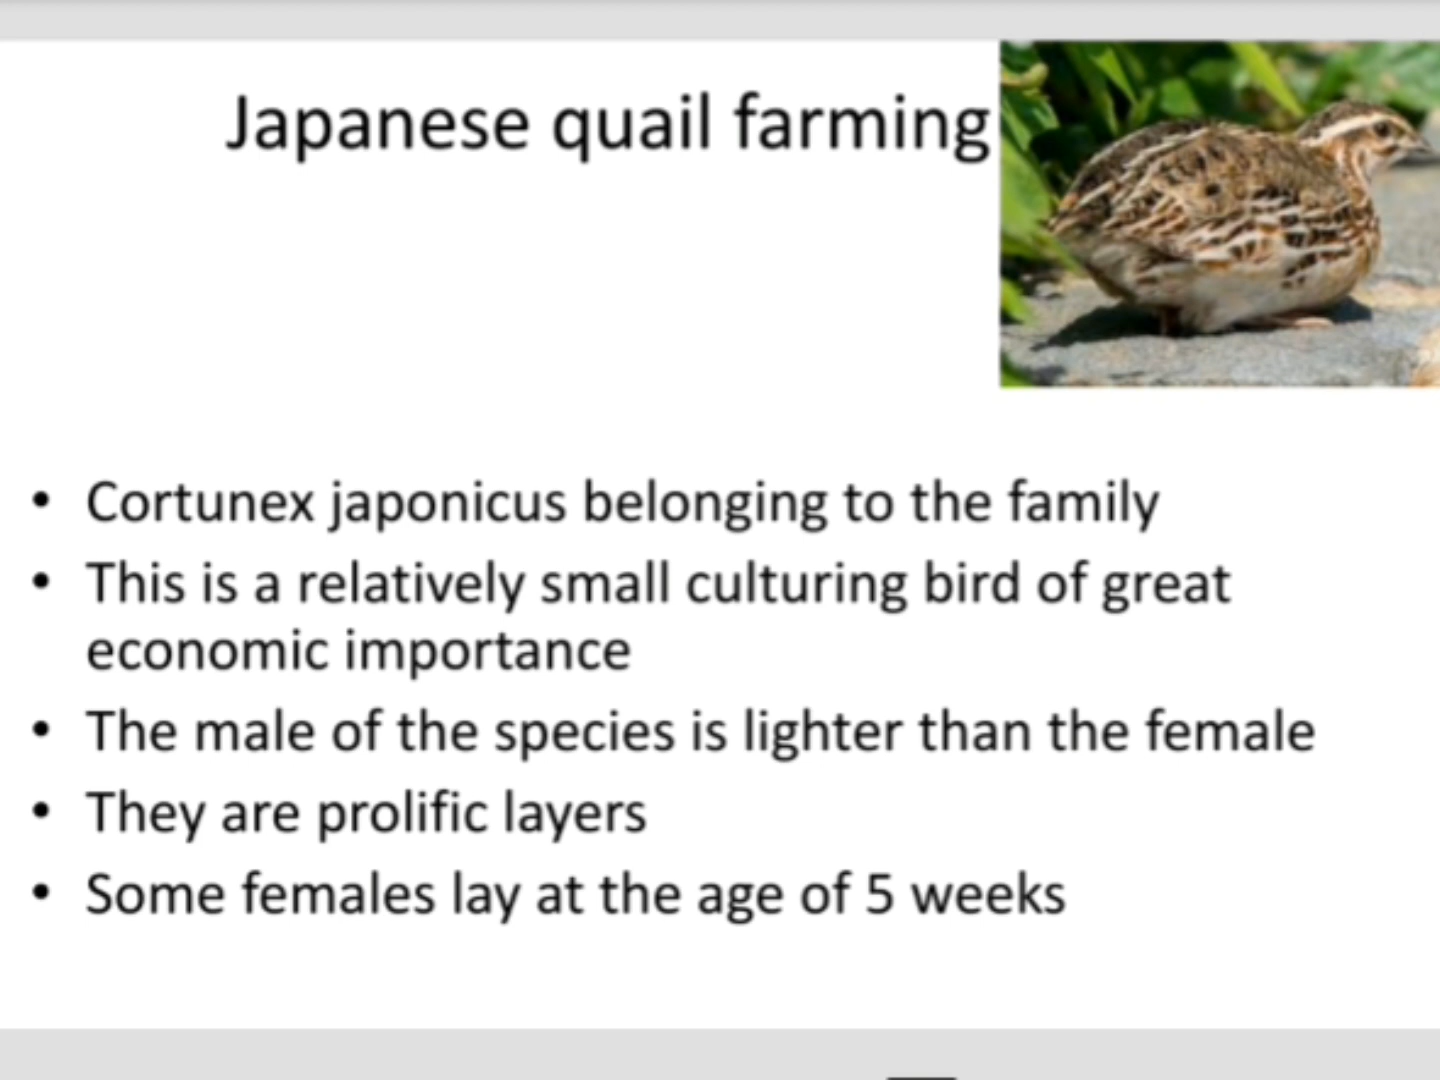 Japanese quail farming
• Cortunex japonicus belonging to the family
• This is a relatively small culturing bird of great
economic importance
• The male of the species is lighter than the female
• They are prolific layers
• Some females lay at the age of 5 weeks